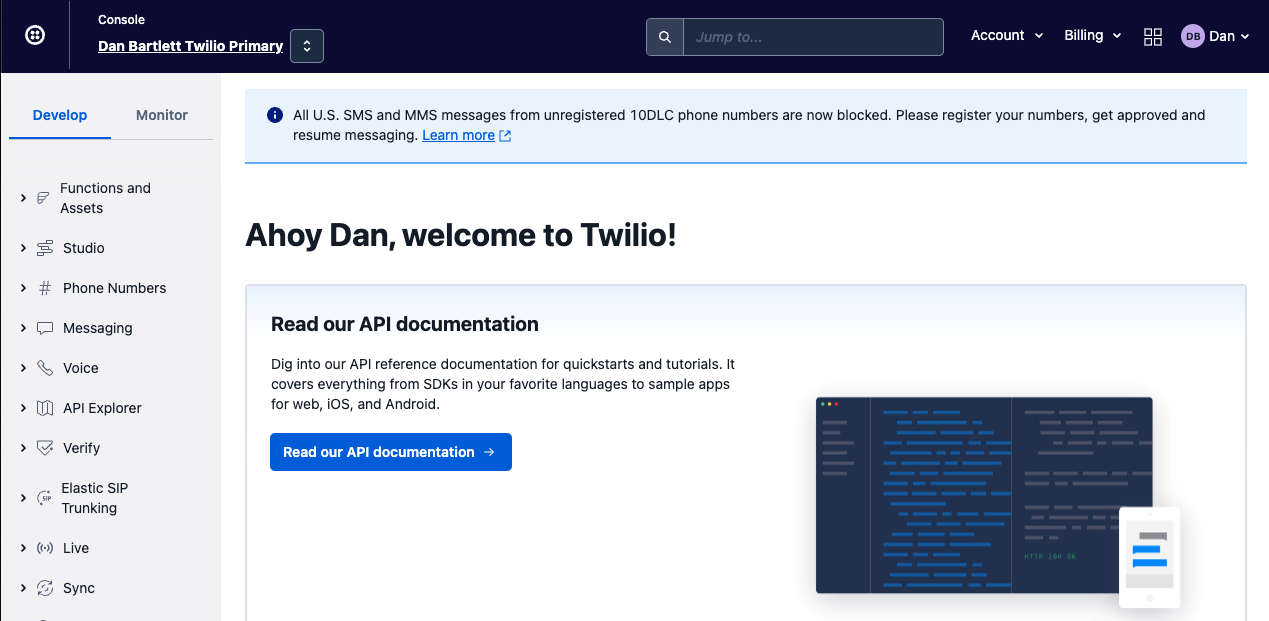 Console
Dan Bartlett Twilio Primary
Jump to...
Account
Billing
DB
Dan
Develop
Monitor
All U.S. SMS and MMS messages from unregistered 10DLC phone numbers are now blocked. Please register your numbers, get approved and
resume messaging. Learn more
Functions and
Assets
Studio
Phone Numbers
Messaging
Voice
API Explorer
Verify
SIP
Elastic SIP
Trunking
Live
Sync
Ahoy Dan, welcome to Twilio!
Read our API documentation
Dig into our API reference documentation for quickstarts and tutorials. It
covers everything from SDKs in your favorite languages to sample apps
for web, iOS, and Android.
Read our API documentation →
HTTP 200 OK